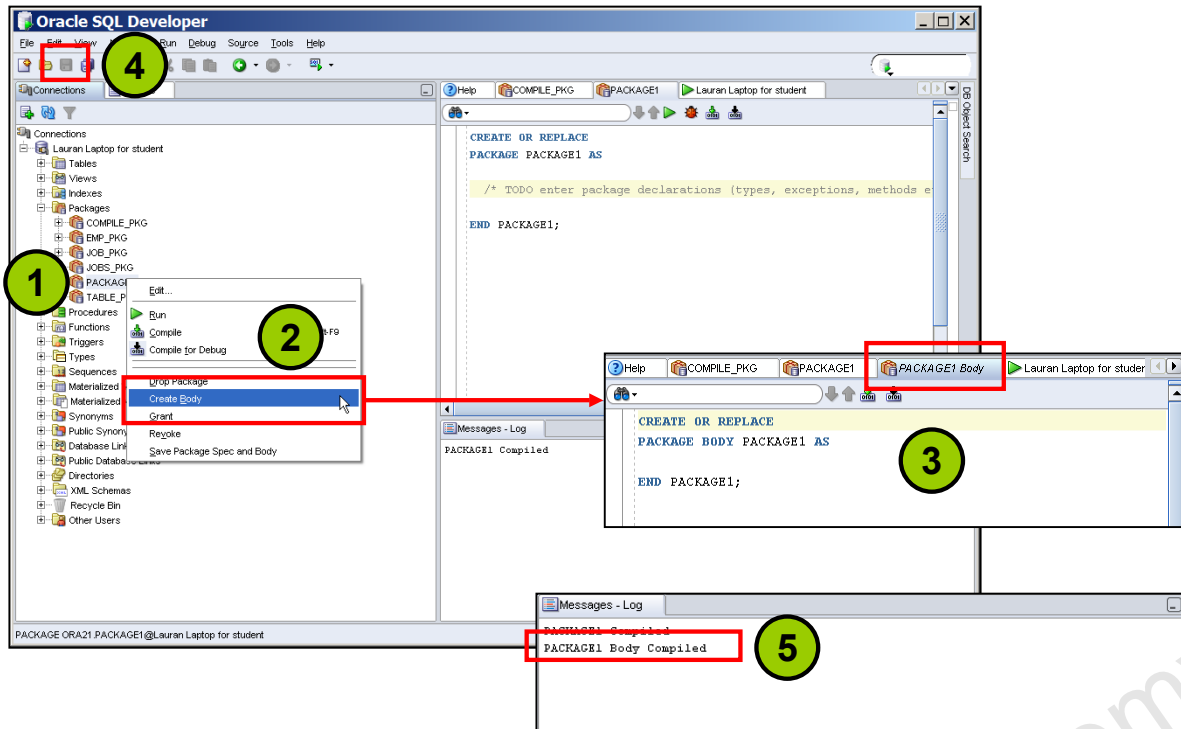 Oracle SQL Developer
File Edit View Run Debug Source Tools Help
4
Connections
Connections
Lauran Laptop for student
Tables
Views
Indexes
Packages
COMPILE_PKG
EMP_PKG
JOB_PKG
JOBS_PKG
1
PACKAGE
TABLE_P
Procedures
Functions
Triggers
Types
Sequences
Materialized
Materialized
Synonyms
Public Synony
Database Link
Public Database Links
Directories
XML Schemas
Recycle Bin
Other Users
Edit...
Run
Compile
F9
Compile for Debug
2
Drop Package
Create Body
Grant
Revoke
Save Package Spec and Body
Help COMPILE_PKG PACKAGE1 Lauran Laptop for student
DB Object Search
CREATE OR REPLACE
PACKAGE PACKAGE1 AS
/* TODO enter package declarations (types, exceptions, methods e
END PACKAGE1;
Messages - Log
PACKAGE1 Compiled
Help COMPILE_PKG PACKAGE1 PACKAGE1 Body Lauran Laptop for studer
CREATE OR REPLACE
PACKAGE BODY PACKAGE1 AS
3
END PACKAGE1;
PACKAGE ORA21.PACKAGE1@Lauran Laptop for student
Messages - Log
PACKAGE1 Compiled
PACKAGE1 Body Compiled
5